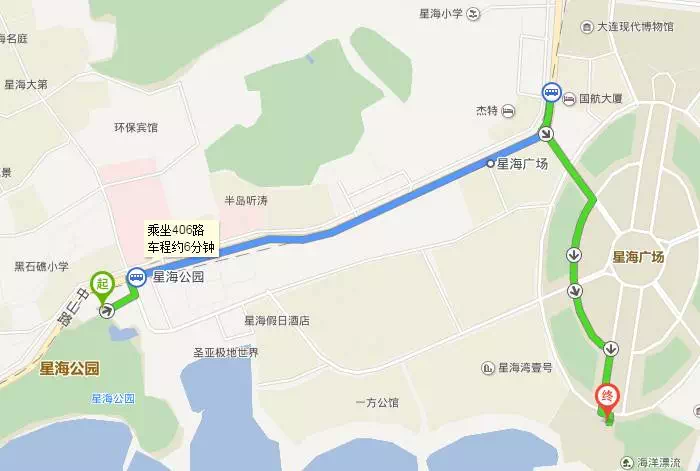 星海小学
大连现代博物馆
海名庭
星海大第
国航大厦
杰特
环保宾馆
星海广场
景
半岛听涛
乘坐406路
车程约6分钟
星海广场
黑石礁小学
起
星海公园
中山路
星海假日酒店
圣亚极地世界
星海公园
星海湾壹号
星海公园
一方公馆
终
海洋漂流